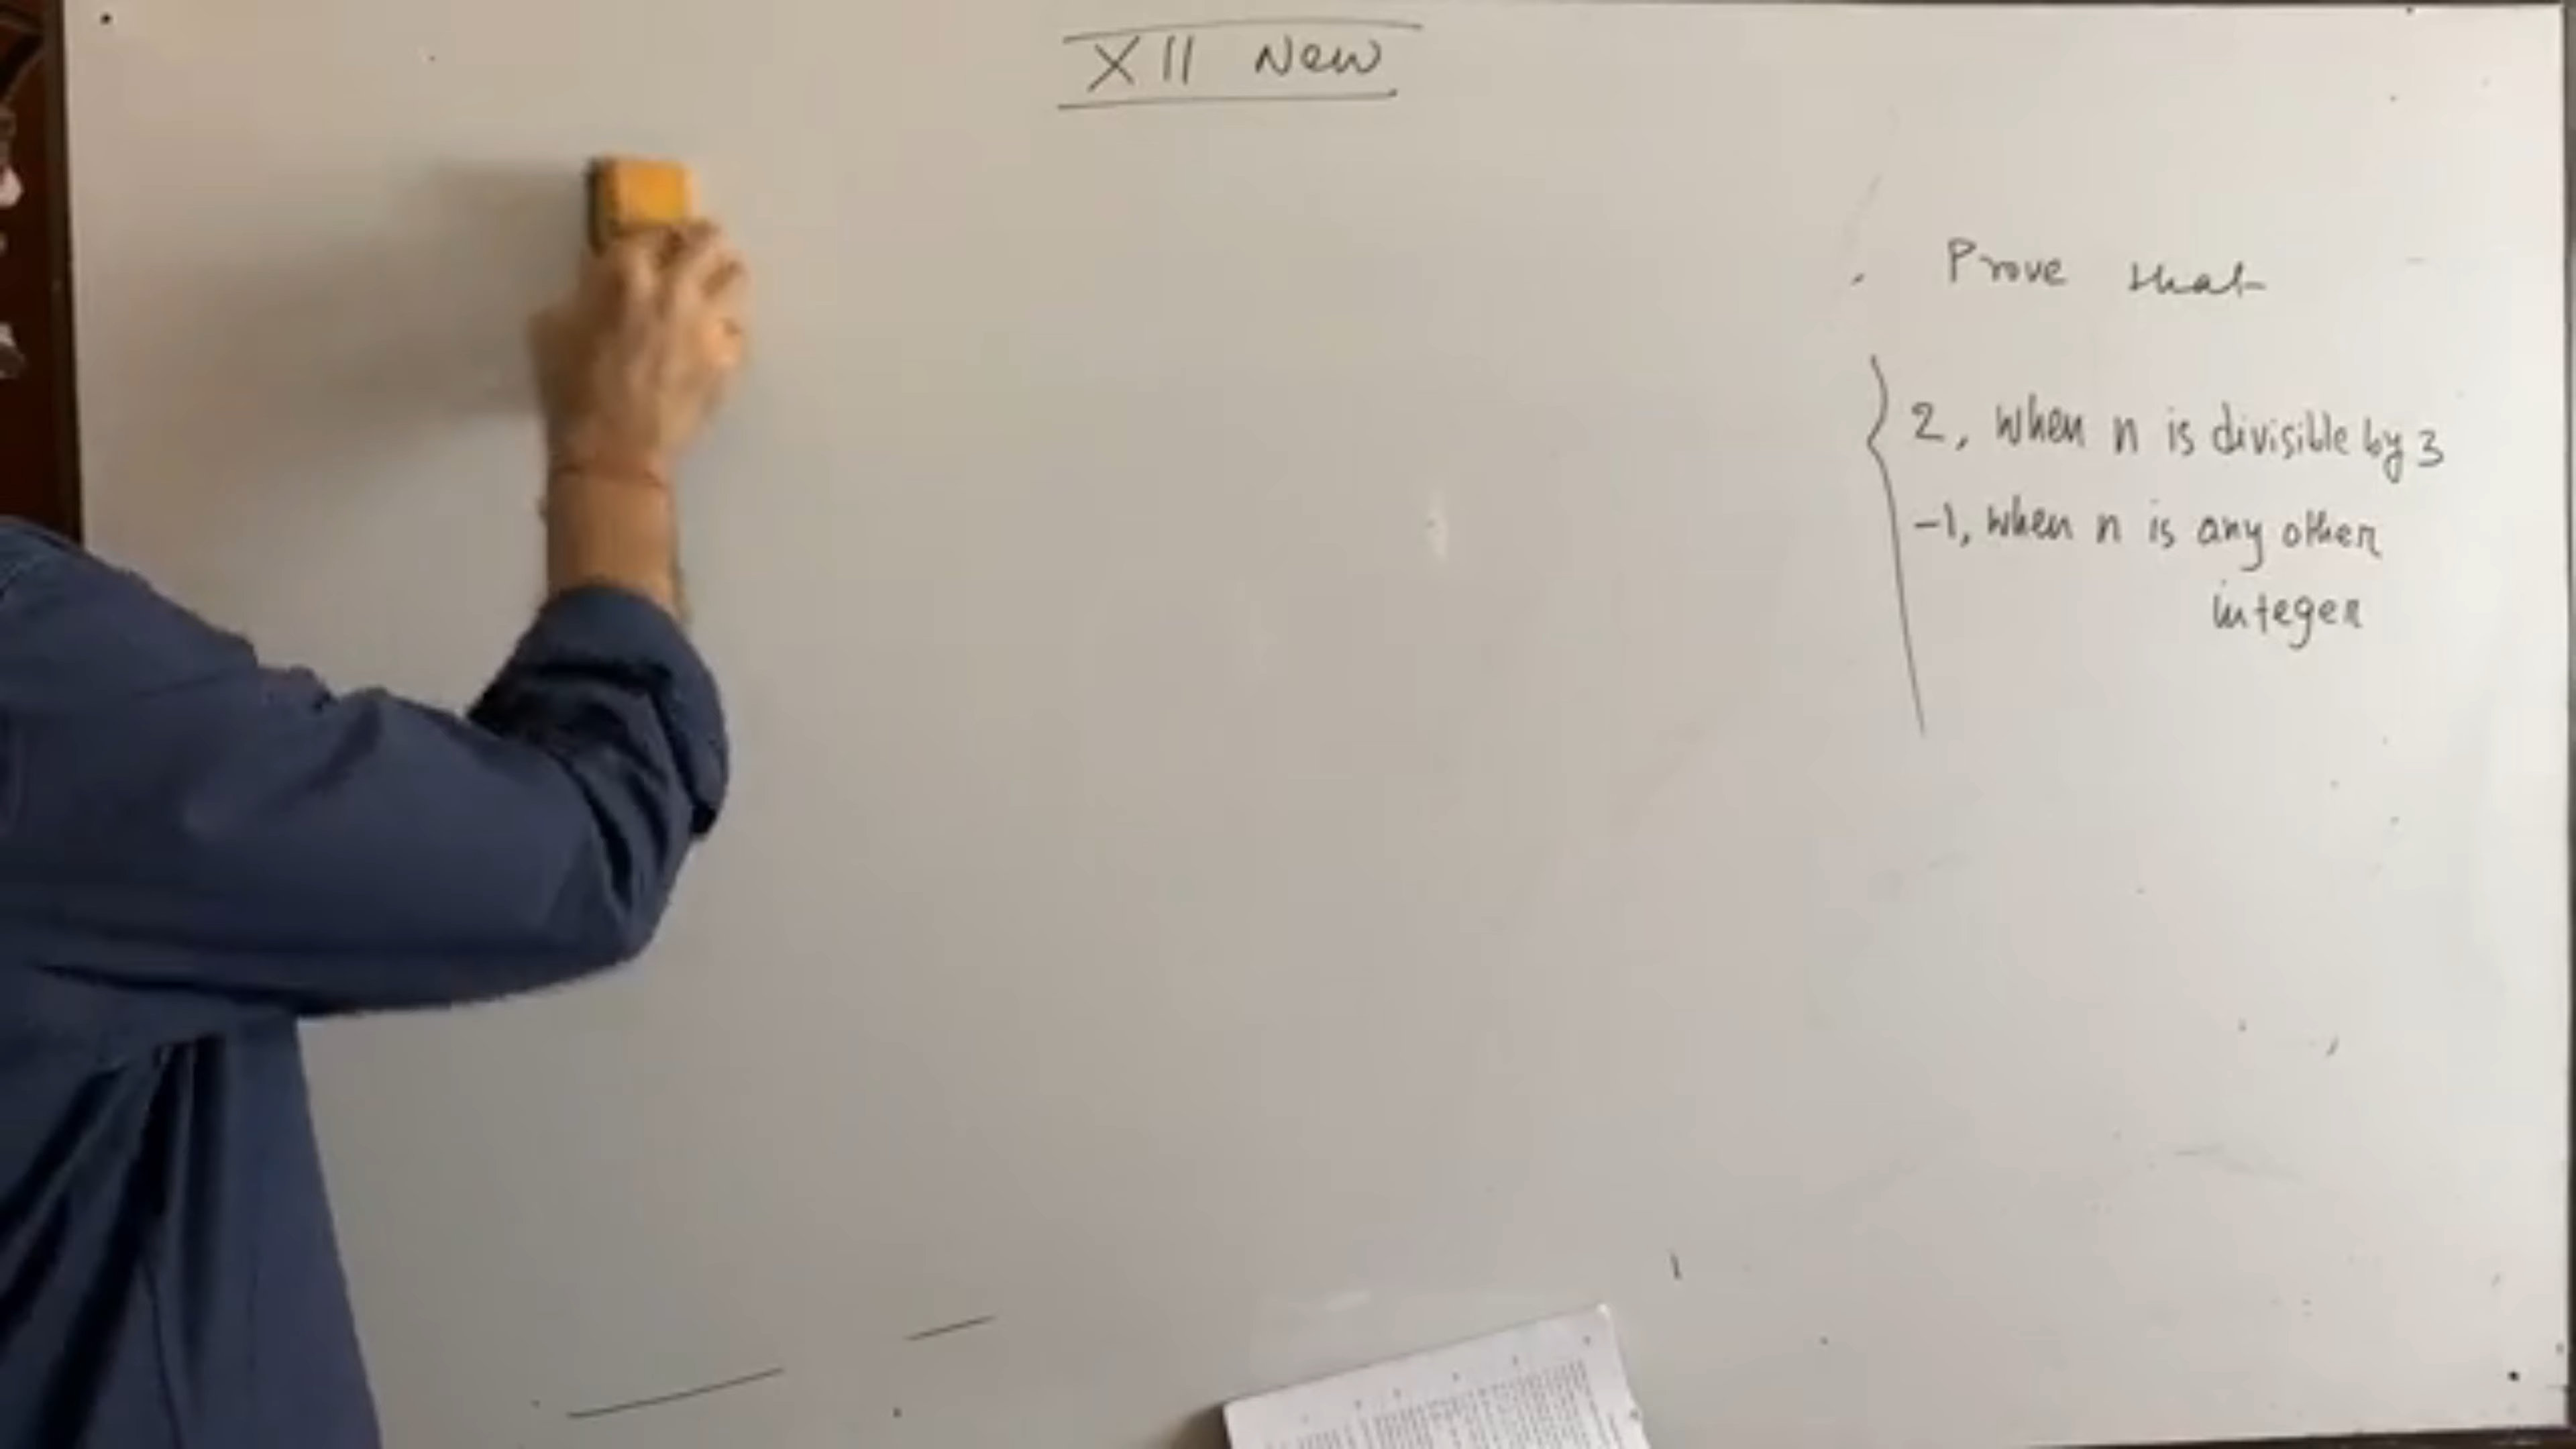 XII New
Prove that
2, when n is divisible by 3
-1, when n is any other
integer